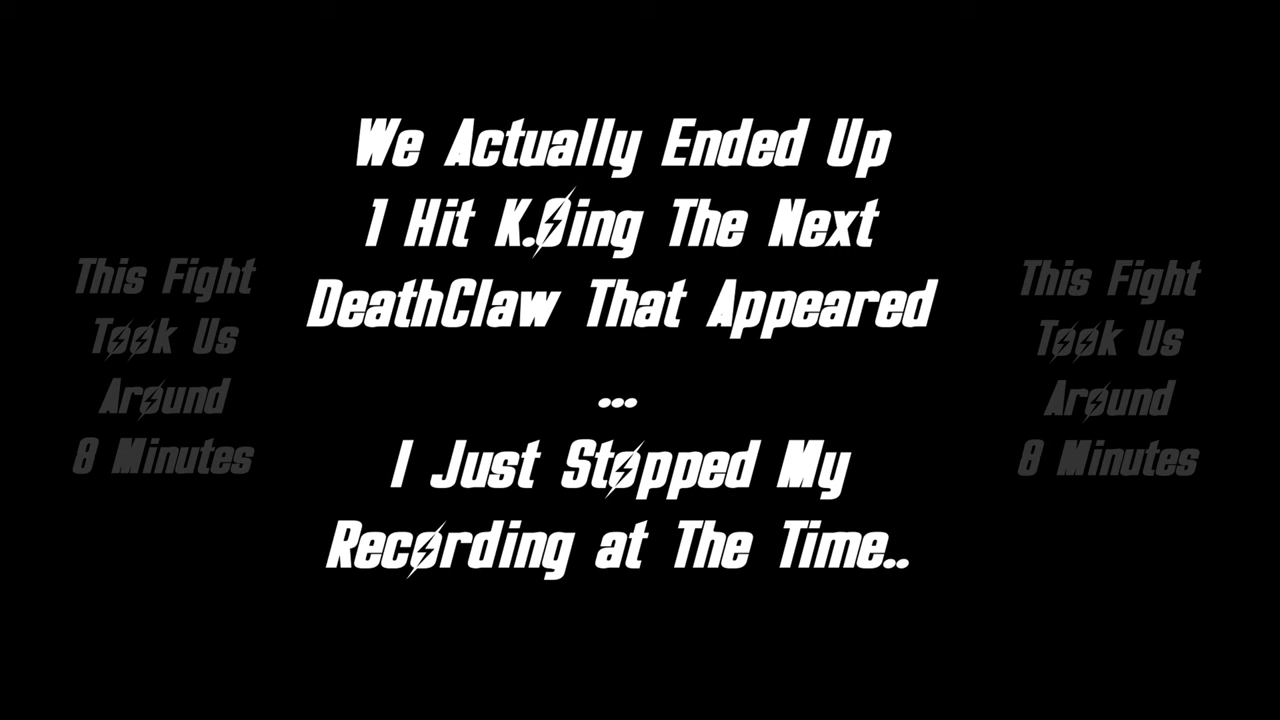 We Actually Ended Up
1 Hit K.Oing The Next
DeathClaw That Appeared
...
I Just Stopped My
Recording at The Time..
This Fight
Took Us
Around
8 Minutes
This Fight
Took Us
Around
8 Minutes